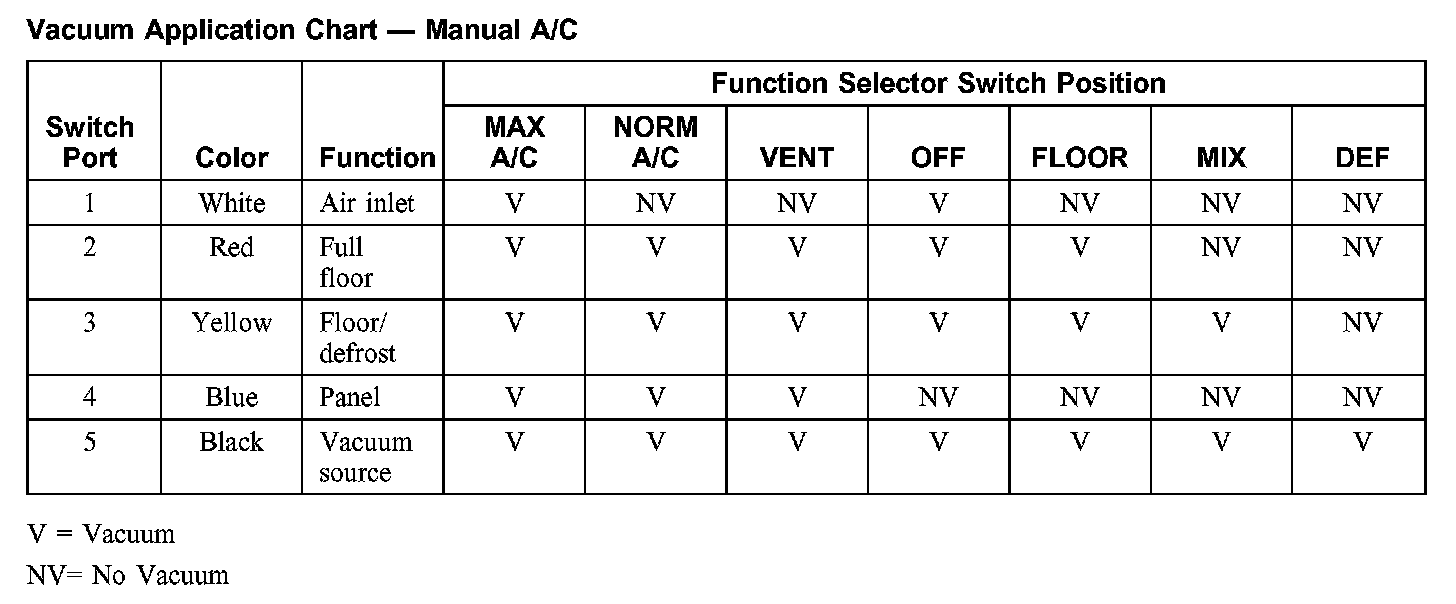 Vacuum Application Chart — Manual A/C
Function Selector Switch Position
Switch Port Color Function MAX A/C NORM A/C VENT OFF FLOOR MIX DEF
1 White Air inlet V NV NV V NV NV NV
2 Red Full floor V V V V V NV NV
3 Yellow Floor/ defrost V V V V V V NV
4 Blue Panel V V V NV NV NV NV
5 Black Vacuum source V V V V V V V
V = Vacuum
NV= No Vacuum